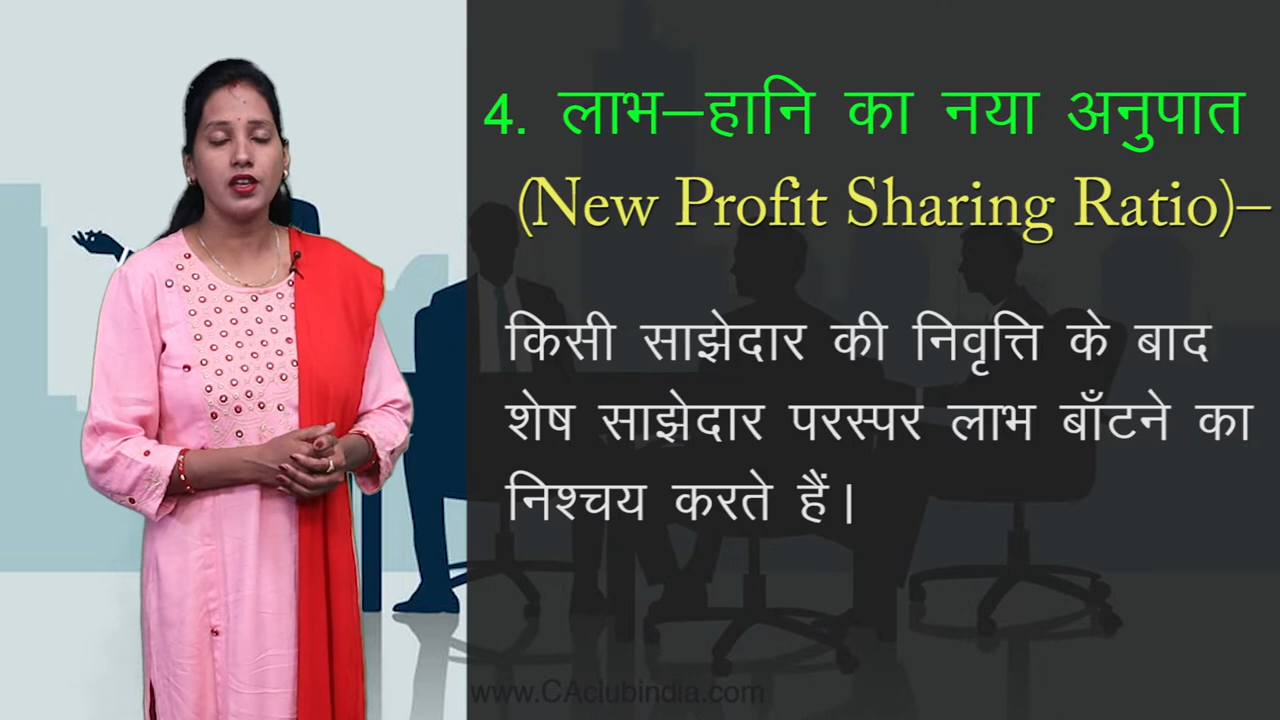 4. लाभ–हानि का नया अनुपात
(New Profit Sharing Ratio)–
किसी साझेदार की निवृत्ति के बाद
शेष साझेदार परस्पर लाभ बाँटने का
निश्चय करते हैं।
www.CAclubindia.com